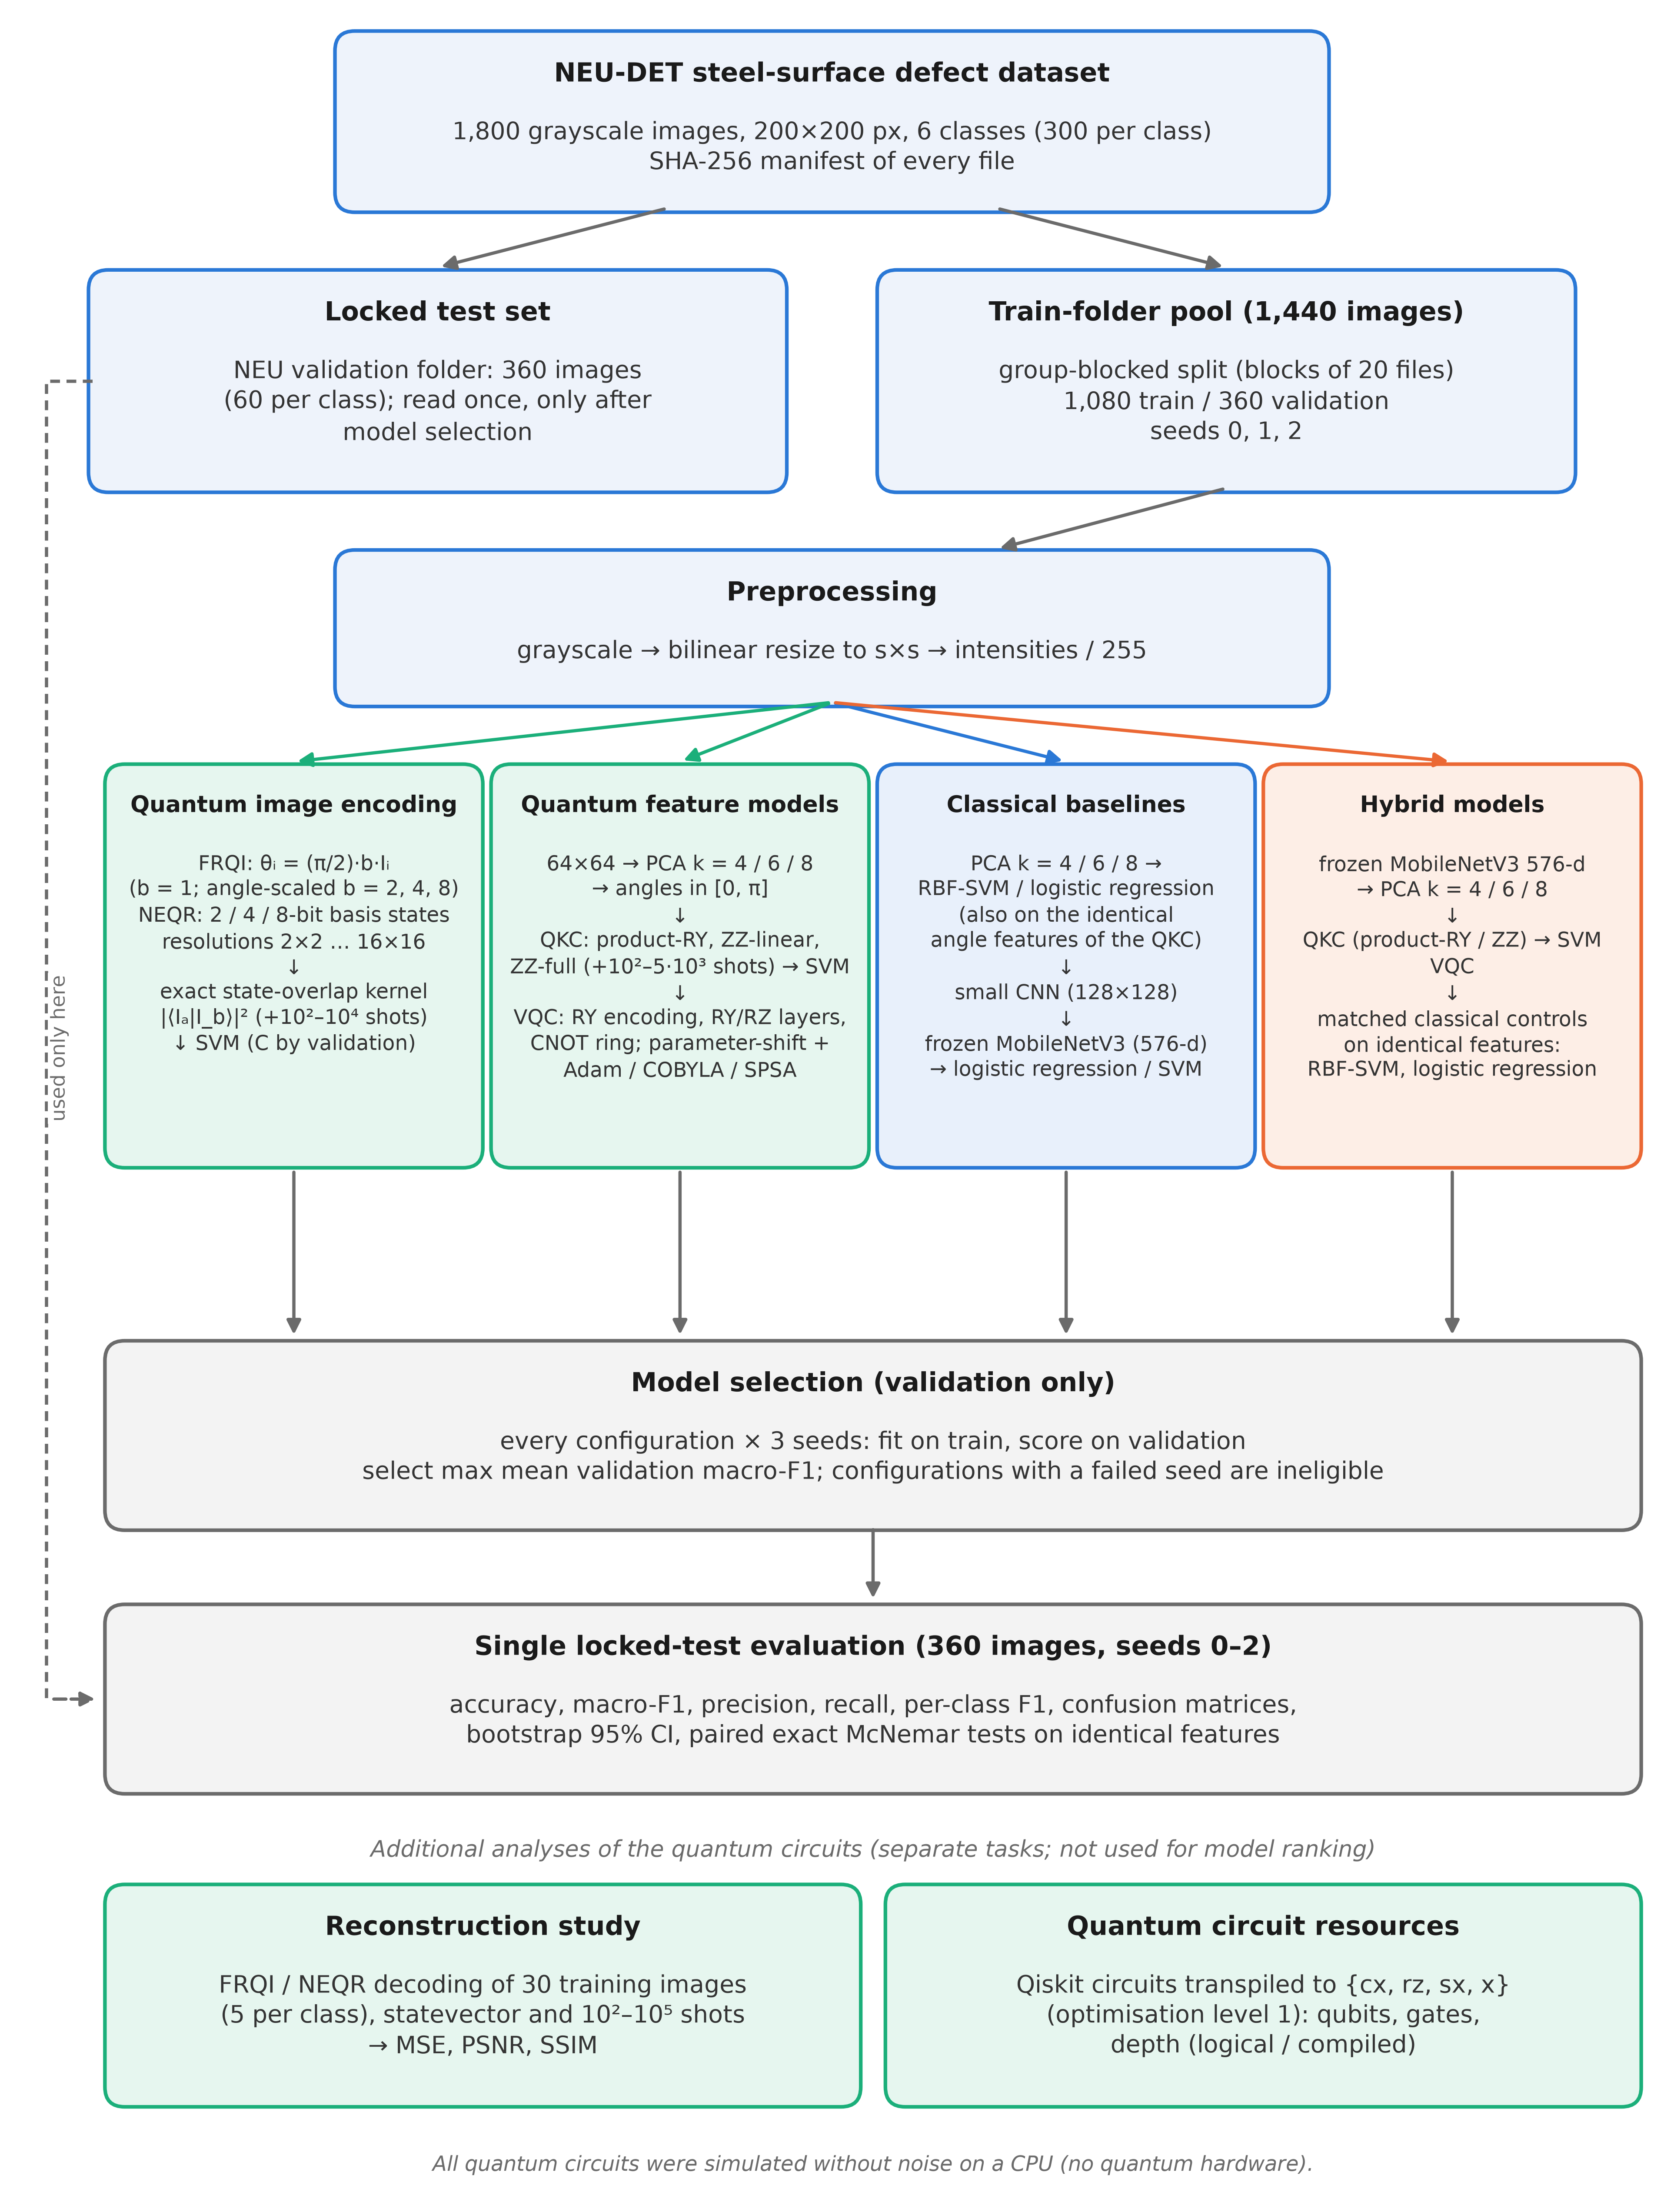 NEU-DET steel-surface defect dataset
1,800 grayscale images, 200×200 px, 6 classes (300 per class)
SHA-256 manifest of every file
Locked test set
NEU validation folder: 360 images
(60 per class); read once, only after
model selection
Train-folder pool (1,440 images)
group-blocked split (blocks of 20 files)
1,080 train / 360 validation
seeds 0, 1, 2
Preprocessing
grayscale → bilinear resize to s×s → intensities / 255
Quantum image encoding
FRQI: θᵢ = (π/2)·b·Iᵢ
(b = 1; angle-scaled b = 2, 4, 8)
NEQR: 2 / 4 / 8-bit basis states
resolutions 2×2 … 16×16
↓
exact state-overlap kernel
|⟨Iₐ|I_b⟩|² (+10²–10⁴ shots)
↓ SVM (C by validation)
Quantum feature models
64×64 → PCA k = 4 / 6 / 8
→ angles in [0, π]
↓
QKC: product-RY, ZZ-linear,
ZZ-full (+10²–5·10³ shots) → SVM
↓
VQC: RY encoding, RY/RZ layers,
CNOT ring; parameter-shift +
Adam / COBYLA / SPSA
Classical baselines
PCA k = 4 / 6 / 8 →
RBF-SVM / logistic regression
(also on the identical
angle features of the QKC)
↓
small CNN (128×128)
↓
frozen MobileNetV3 (576-d)
→ logistic regression / SVM
Hybrid models
frozen MobileNetV3 576-d
→ PCA k = 4 / 6 / 8
↓
QKC (product-RY / ZZ) → SVM
VQC
↓
matched classical controls
on identical features:
RBF-SVM, logistic regression
used only here
Model selection (validation only)
every configuration × 3 seeds: fit on train, score on validation
select max mean validation macro-F1; configurations with a failed seed are ineligible
Single locked-test evaluation (360 images, seeds 0–2)
accuracy, macro-F1, precision, recall, per-class F1, confusion matrices,
bootstrap 95% CI, paired exact McNemar tests on identical features
Additional analyses of the quantum circuits (separate tasks; not used for model ranking)
Reconstruction study
FRQI / NEQR decoding of 30 training images
(5 per class), statevector and 10²–10⁵ shots
→ MSE, PSNR, SSIM
Quantum circuit resources
Qiskit circuits transpiled to {cx, rz, sx, x}
(optimisation level 1): qubits, gates,
depth (logical / compiled)
All quantum circuits were simulated without noise on a CPU (no quantum hardware).